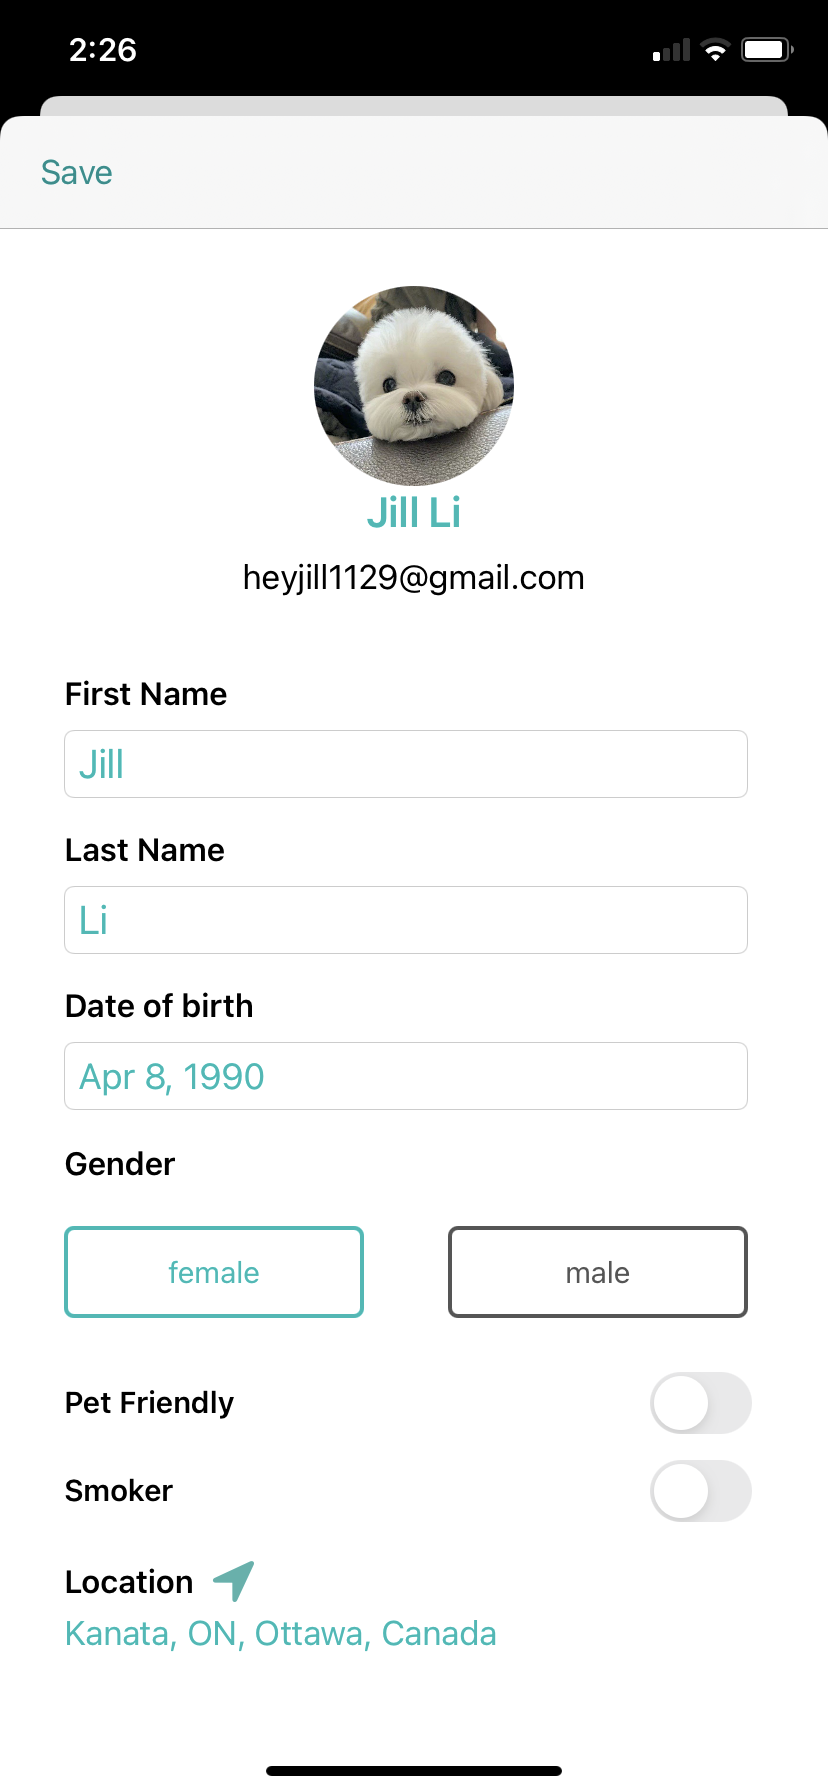 2:26
Save
Jill Li
heyjill1129@gmail.com
First Name
Jill
Last Name
Li
Date of birth
Apr 8, 1990
Gender
female male
Pet Friendly
Smoker
Location
Kanata, ON, Ottawa, Canada